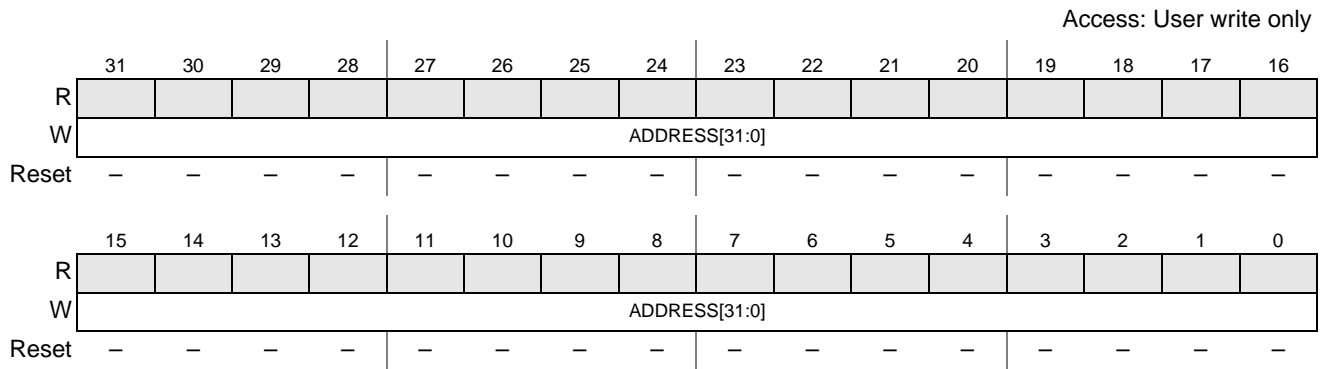 Access: User write only
31 30 29 28 27 26 25 24 23 22 21 20 19 18 17 16
R
W ADDRESS[31:0]
Reset – – – – – – – – – – – – – – – –
15 14 13 12 11 10 9 8 7 6 5 4 3 2 1 0
R
W ADDRESS[31:0]
Reset – – – – – – – – – – – – – – – –